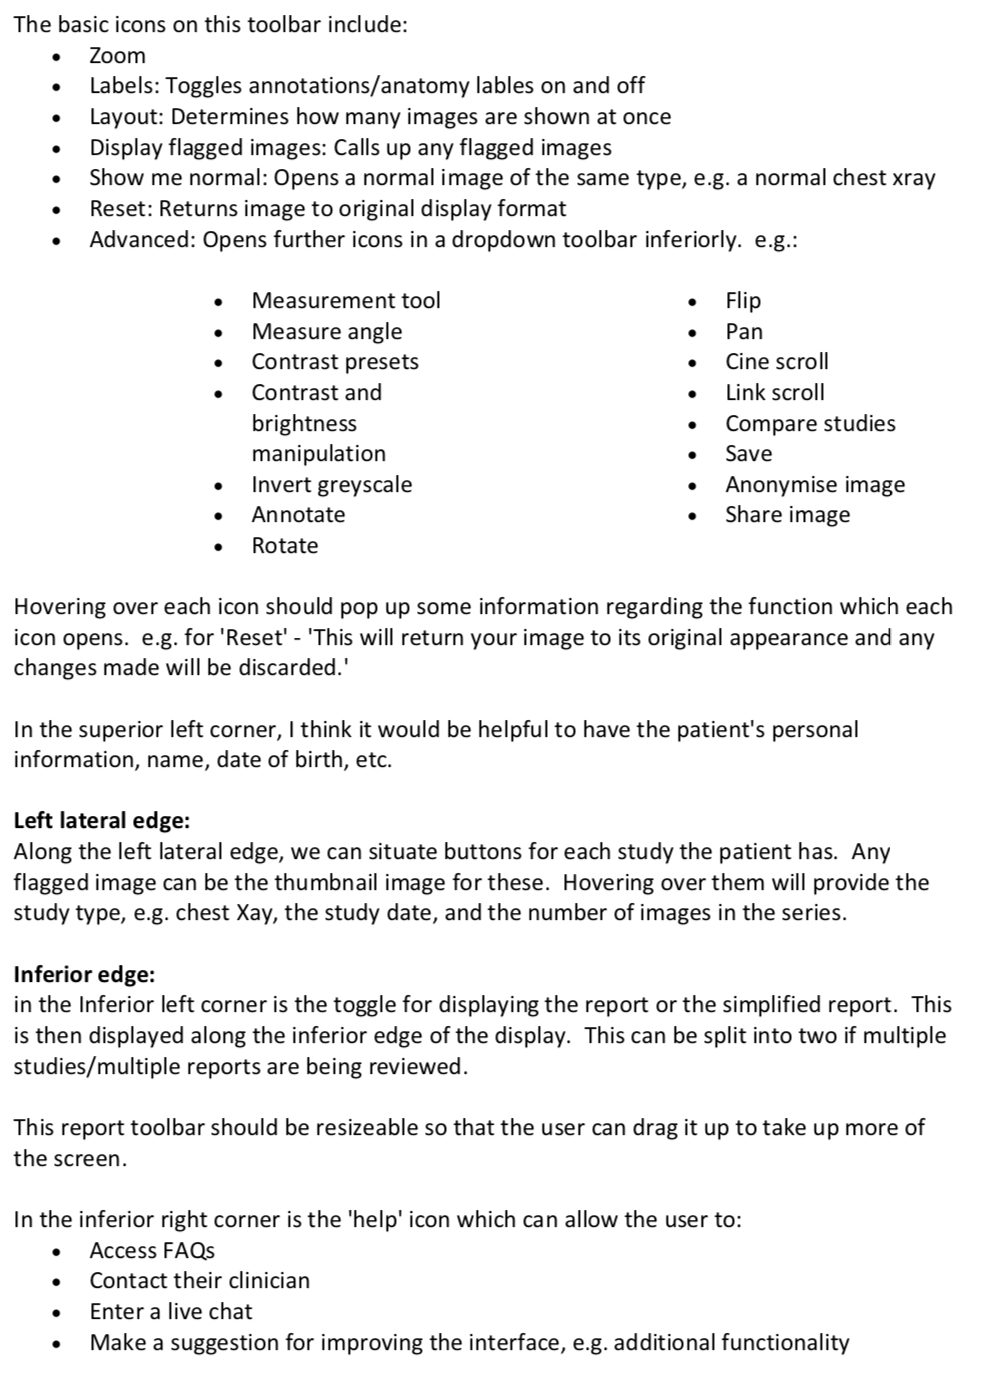 The basic icons on this toolbar include:
• Zoom
• Labels: Toggles annotations/anatomy lables on and off
• Layout: Determines how many images are shown at once
• Display flagged images: Calls up any flagged images
• Show me normal: Opens a normal image of the same type, e.g. a normal chest xray
• Reset: Returns image to original display format
• Advanced: Opens further icons in a dropdown toolbar inferiorly.  e.g.:
• Measurement tool
• Measure angle
• Contrast presets
• Contrast and
brightness
manipulation
• Invert greyscale
• Annotate
• Rotate
• Flip
• Pan
• Cine scroll
• Link scroll
• Compare studies
• Save
• Anonymise image
• Share image
Hovering over each icon should pop up some information regarding the function which each
icon opens.  e.g. for 'Reset' - 'This will return your image to its original appearance and any
changes made will be discarded.'
In the superior left corner, I think it would be helpful to have the patient's personal
information, name, date of birth, etc.
Left lateral edge:
Along the left lateral edge, we can situate buttons for each study the patient has.  Any
flagged image can be the thumbnail image for these.  Hovering over them will provide the
study type, e.g. chest Xay, the study date, and the number of images in the series.
Inferior edge:
in the Inferior left corner is the toggle for displaying the report or the simplified report.  This
is then displayed along the inferior edge of the display.  This can be split into two if multiple
studies/multiple reports are being reviewed.
This report toolbar should be resizeable so that the user can drag it up to take up more of
the screen.
In the inferior right corner is the 'help' icon which can allow the user to:
• Access FAQs
• Contact their clinician
• Enter a live chat
• Make a suggestion for improving the interface, e.g. additional functionality